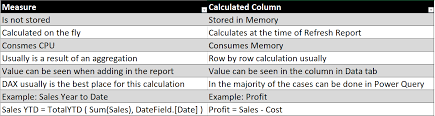 Measure Calculated Column
Is not stored Stored in Memory
Calculated on the fly Calculates at the time of Refresh Report
Consmes CPU Consumes Memory
Usually is a result of an aggregation Row by row calculation usually
Value can be seen when adding in the report Value can be seen in the column in Data tab
DAX usually is the best place for this calculation In the majority of the cases can be done in Power Query
Example: Sales Year to Date Example: Profit
Sales YTD = TotalYTD ( Sum(Sales), DateField.[Date] ) Profit = Sales - Cost